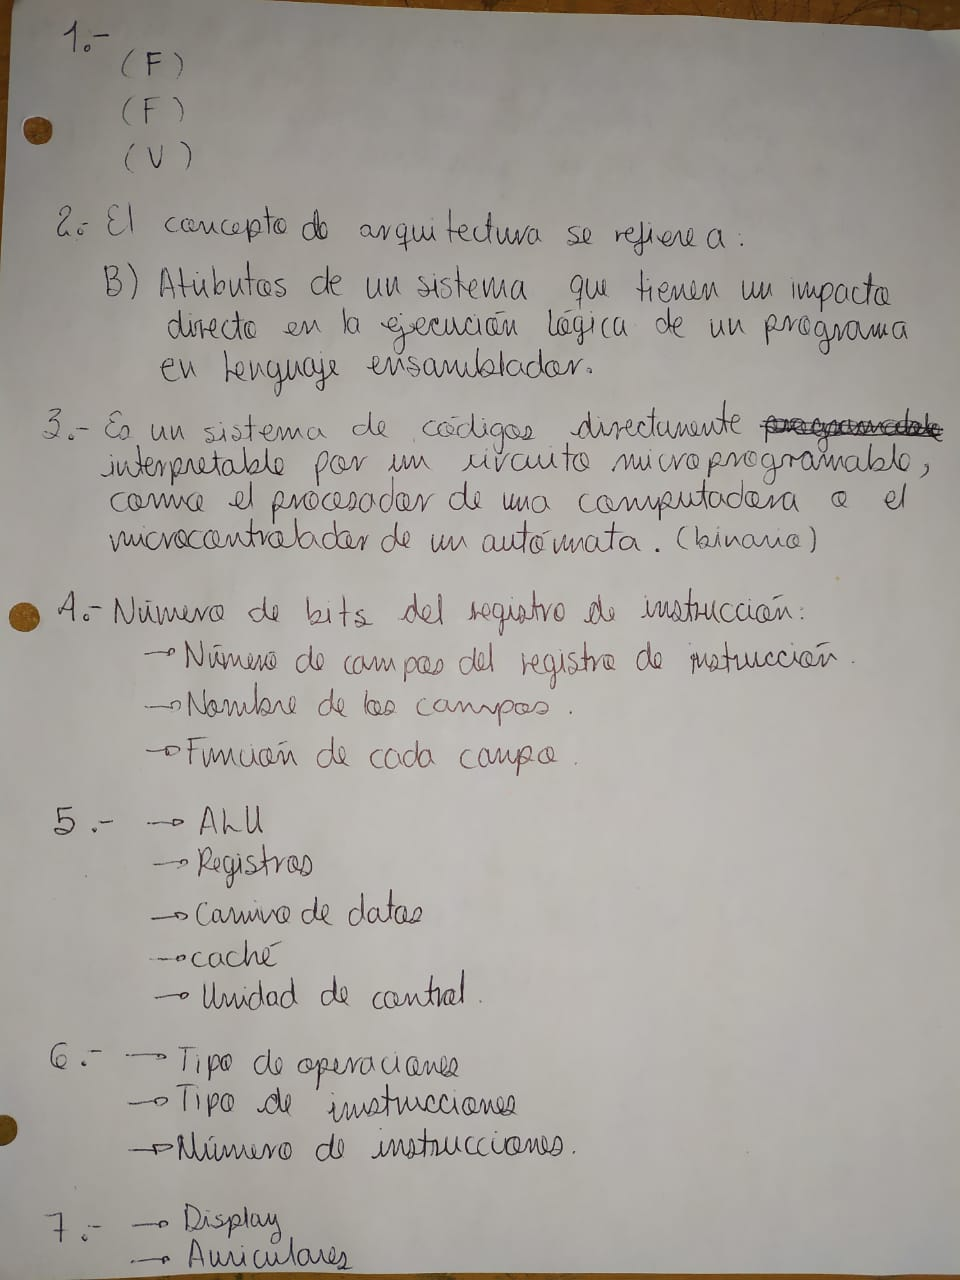 1.-
(F)
(F)
(V)
2.- El concepto de arquitectura se refiere a:
B) Atributos de un sistema que tienen un impacto
directo en la ejecución lógica de un programa
en lenguaje ensamblador.
3.- Es un sistema de códigos directamente programable
interpretable por un circuito microprogramable,
como el procesador de una computadora o el
microcontrolador de un autómata. (binario)
4.- Número de bits del registro de instrucción:
→ Número de campos del registro de instrucción.
→ Nombre de los campos.
→ Función de cada campo.
5.- → ALU
→ Registros
→ Camino de datos
→ caché
→ Unidad de control.
6.- → Tipo de operaciones
→ Tipo de instrucciones
→ Número de instrucciones.
7.- → Display
→ Auriculares